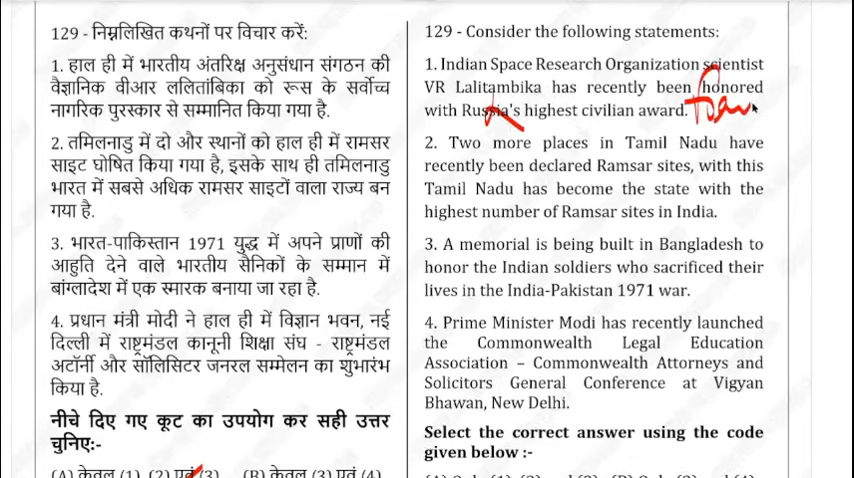 129 - निम्नलिखित कथनों पर विचार करें:
1. हाल ही में भारतीय अंतरिक्ष अनुसंधान संगठन की
वैज्ञानिक वीआर ललितांबिका को रूस के सर्वोच्च
नागरिक पुरस्कार से सम्मानित किया गया है.
2. तमिलनाडु में दो और स्थानों को हाल ही में रामसर
साइट घोषित किया गया है, इसके साथ ही तमिलनाडु
भारत में सबसे अधिक रामसर साइटों वाला राज्य बन
गया है.
3. भारत-पाकिस्तान 1971 युद्ध में अपने प्राणों की
आहुति देने वाले भारतीय सैनिकों के सम्मान में
बांग्लादेश में एक स्मारक बनाया जा रहा है.
4. प्रधान मंत्री मोदी ने हाल ही में विज्ञान भवन, नई
दिल्ली में राष्ट्रमंडल कानूनी शिक्षा संघ - राष्ट्रमंडल
अटॉर्नी और सॉलिसिटर जनरल सम्मेलन का शुभारंभ
किया है.
नीचे दिए गए कूट का उपयोग कर सही उत्तर
चुनिए:-
(A) केवल (1), (2) एवं (3) (B) केवल (3) एवं (4)
129 - Consider the following statements:
1. Indian Space Research Organization scientist
VR Lalitambika has recently been honored
with Russia's highest civilian award.
2. Two more places in Tamil Nadu have
recently been declared Ramsar sites, with this
Tamil Nadu has become the state with the
highest number of Ramsar sites in India.
3. A memorial is being built in Bangladesh to
honor the Indian soldiers who sacrificed their
lives in the India-Pakistan 1971 war.
4. Prime Minister Modi has recently launched
the Commonwealth Legal Education
Association – Commonwealth Attorneys and
Solicitors General Conference at Vigyan
Bhawan, New Delhi.
Select the correct answer using the code
given below :-